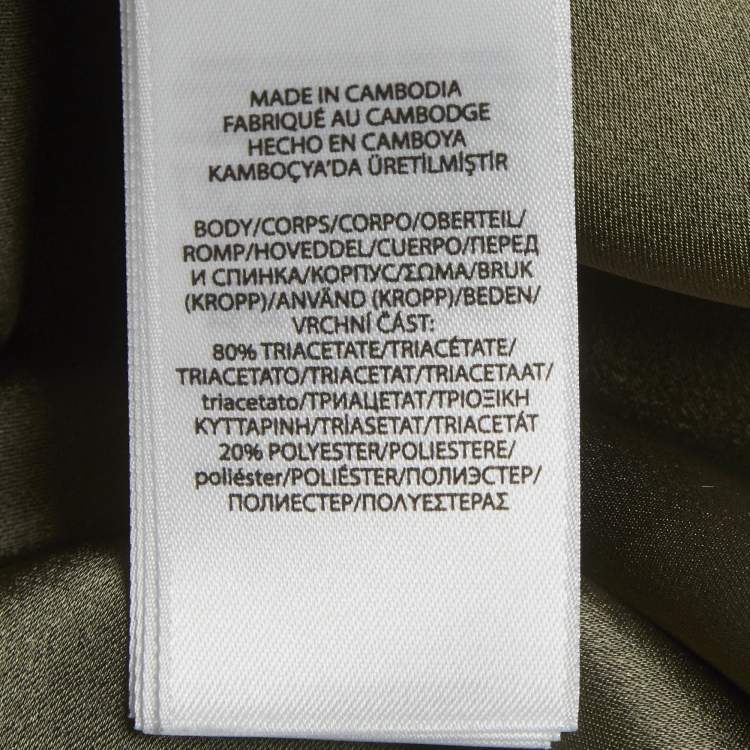 MADE IN CAMBODIA
FABRIQUÉ AU CAMBODGE
HECHO EN CAMBOYA
KAMBOÇYA'DA ÜRETİLMİŞTİR
BODY/CORPS/CORPO/OBERTEIL/
ROMP/HOVEDDEL/CUERPO/ПЕРЕД
И СПИНКА/КОРПУС/ΣΩΜΑ/BRUK
(KROPP)/ANVÄND (KROPP)/BEDEN/
VRCHNÍ ČÁST:
80% TRIACETATE/TRIACÉTATE/
TRIACETATO/TRIACETAT/TRIACETAAT/
triacetato/ТРИАЦЕТАТ/ΤΡΙΟΞΙΚΗ
ΚΥΤΤΑΡΙΝΗ/TRİASETAT/TRIACETÁT
20% POLYESTER/POLIESTERE/
poliéster/POLIÉSTER/ПОЛИЭСТЕР/
ПОЛИЕСТЕР/ΠΟΛΥΕΣΤΕΡΑΣ